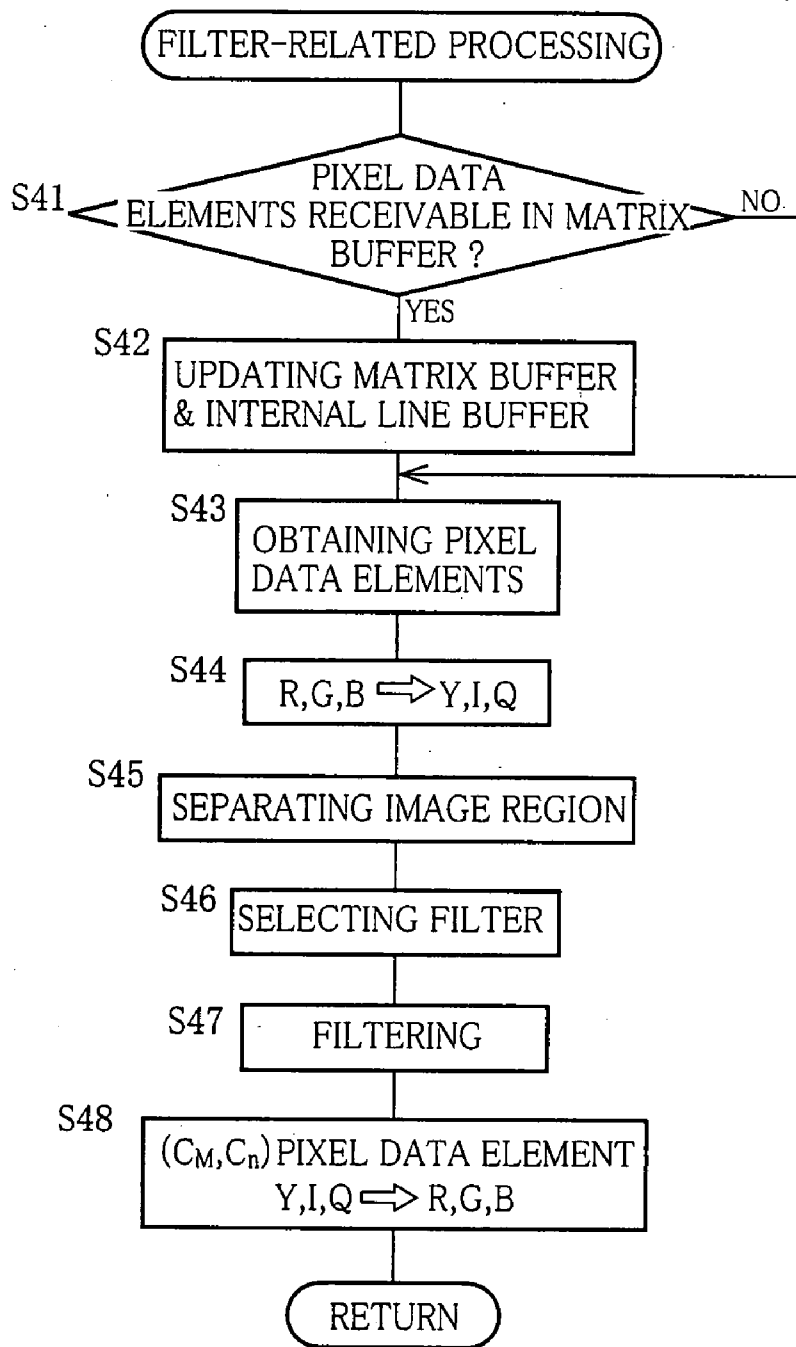 FILTER-RELATED PROCESSING
S41
PIXEL DATA
ELEMENTS RECEIVABLE IN MATRIX
BUFFER ?
NO
YES
S42
UPDATING MATRIX BUFFER
& INTERNAL LINE BUFFER
S43
OBTAINING PIXEL
DATA ELEMENTS
S44
R,G,B ⇒ Y,I,Q
S45
SEPARATING IMAGE REGION
S46
SELECTING FILTER
S47
FILTERING
S48
(CM,Cn) PIXEL DATA ELEMENT
Y,I,Q ⇒ R,G,B
RETURN